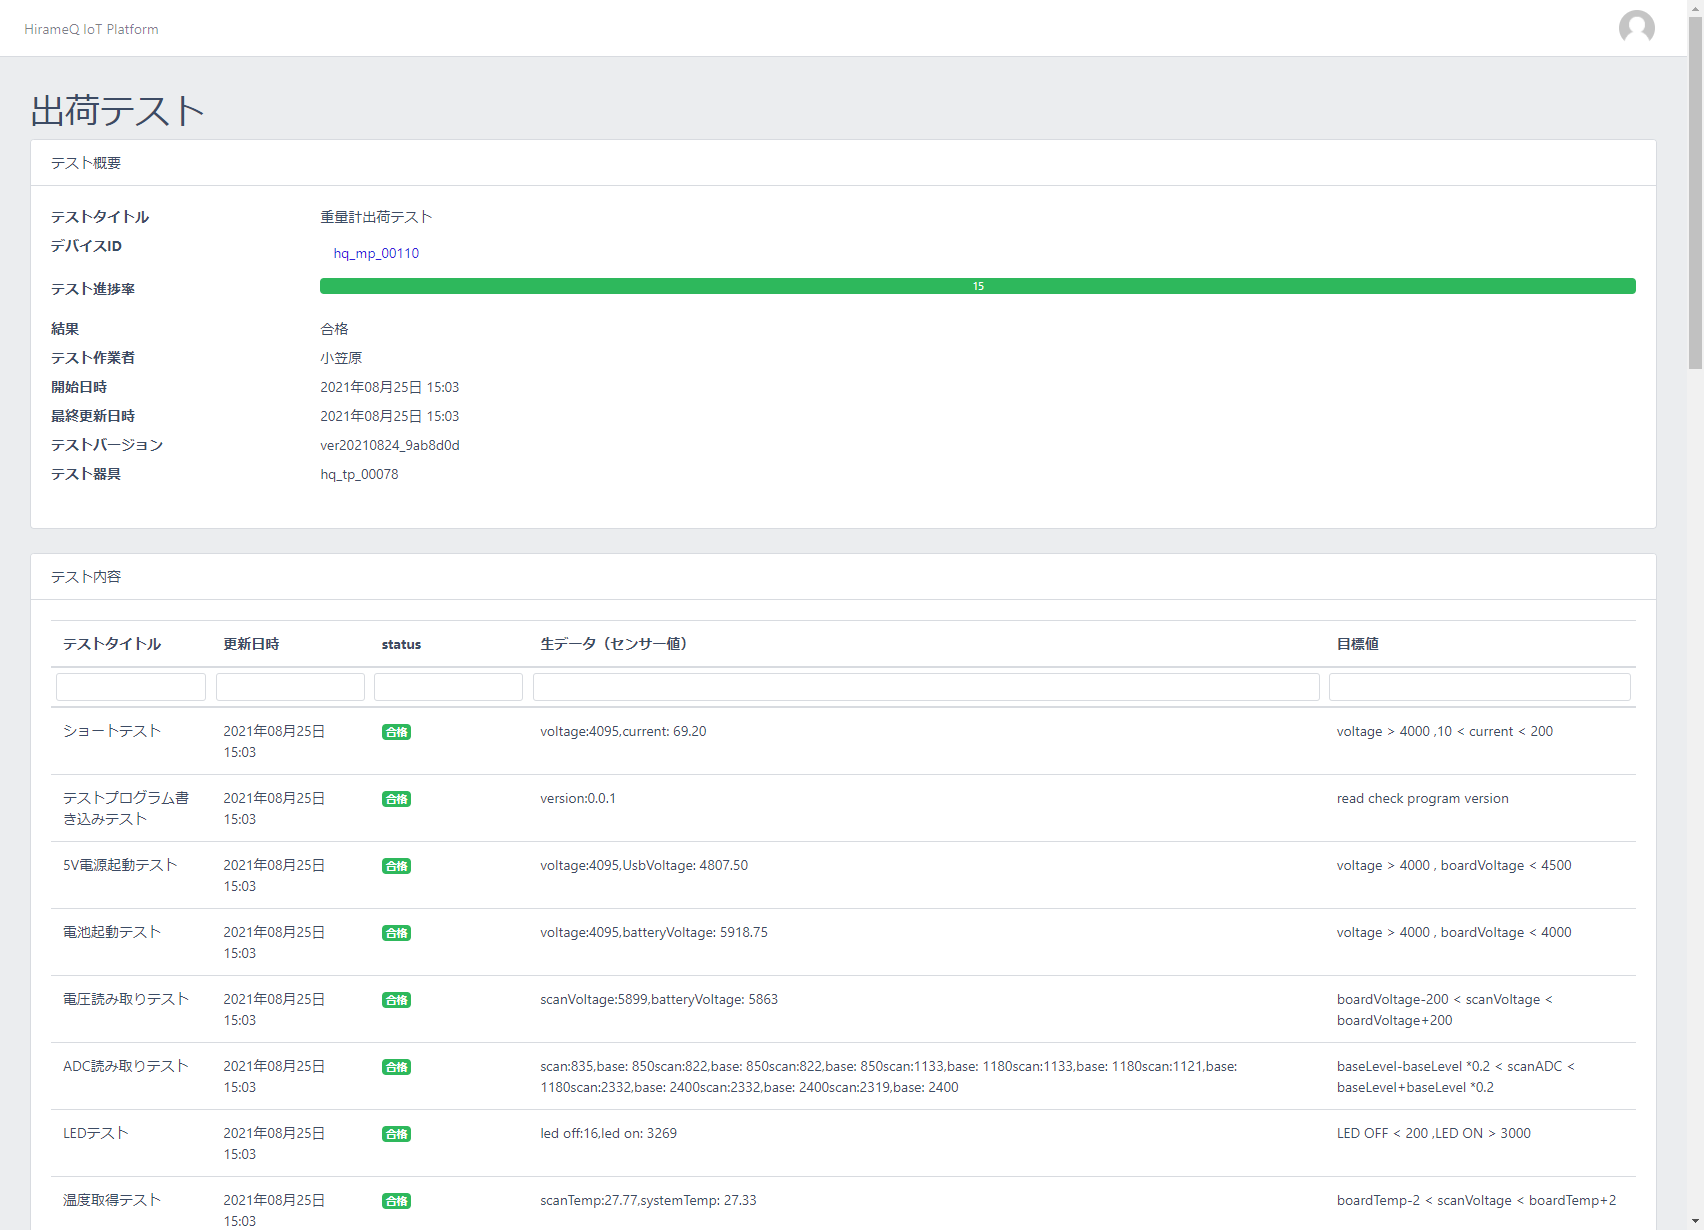 HirameQ IoT Platform
出荷テスト
テスト概要
テストタイトル 重量計出荷テスト
デバイスID hq_mp_00110
テスト進捗率 15
結果 合格
テスト作業者 小笠原
開始日時 2021年08月25日 15:03
最終更新日時 2021年08月25日 15:03
テストバージョン ver20210824_9ab8d0d
テスト器具 hq_tp_00078
テスト内容
テストタイトル 更新日時 status 生データ（センサー値） 目標値
ショートテスト 2021年08月25日 合格 voltage:4095,current: 69.20 voltage > 4000 ,10 < current < 200
15:03
テストプログラム書 2021年08月25日 合格 version:0.0.1 read check program version
き込みテスト 15:03
5V電源起動テスト 2021年08月25日 合格 voltage:4095,UsbVoltage: 4807.50 voltage > 4000 , boardVoltage < 4500
15:03
電池起動テスト 2021年08月25日 合格 voltage:4095,batteryVoltage: 5918.75 voltage > 4000 , boardVoltage < 4000
15:03
電圧読み取りテスト 2021年08月25日 合格 scanVoltage:5899,batteryVoltage: 5863 boardVoltage-200 < scanVoltage <
15:03 boardVoltage+200
ADC読み取りテスト 2021年08月25日 合格 scan:835,base: 850scan:822,base: 850scan:822,base: 850scan:1133,base: 1180scan:1133,base: 1180scan:1121,base: baseLevel-baseLevel *0.2 < scanADC <
15:03 1180scan:2332,base: 2400scan:2332,base: 2400scan:2319,base: 2400 baseLevel+baseLevel *0.2
LEDテスト 2021年08月25日 合格 led off:16,led on: 3269 LED OFF < 200 ,LED ON > 3000
15:03
温度取得テスト 2021年08月25日 合格 scanTemp:27.77,systemTemp: 27.33 boardTemp-2 < scanVoltage < boardTemp+2
15:03